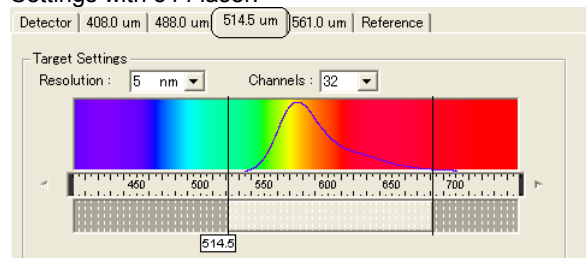 Settings with 514 laser:
Detector 408.0 um 488.0 um 514.5 um 561.0 um Reference
Target Settings
Resolution : 5 nm Channels : 32
450 500 550 600 650 700
514.5